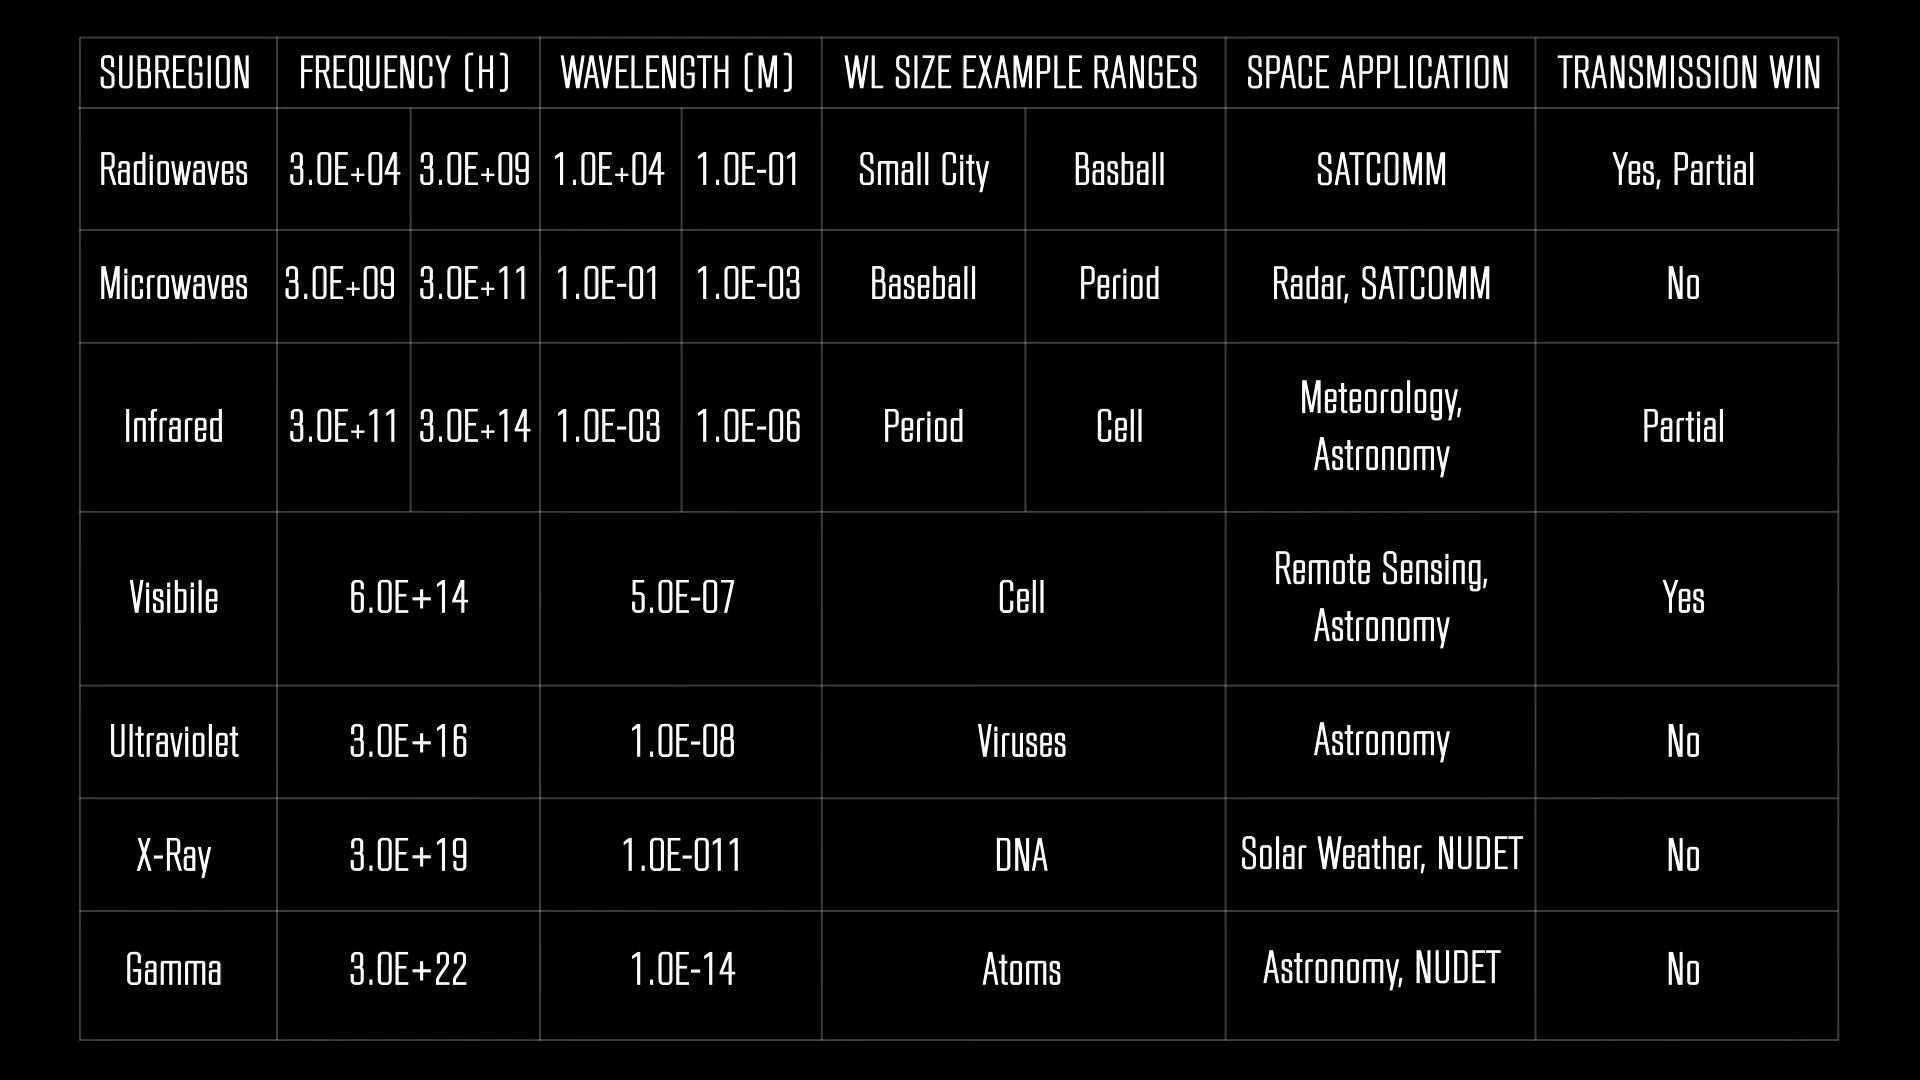 SUBREGION FREQUENCY (H) WAVELENGTH (M) WL SIZE EXAMPLE RANGES SPACE APPLICATION TRANSMISSION WIN
Radiowaves 3.0E+04 3.0E+09 1.0E+04 1.0E-01 Small City Basball SATCOMM Yes, Partial
Microwaves 3.0E+09 3.0E+11 1.0E-01 1.0E-03 Baseball Period Radar, SATCOMM No
Infrared 3.0E+11 3.0E+14 1.0E-03 1.0E-06 Period Cell Meteorology, Astronomy Partial
Visibile 6.0E+14 5.0E-07 Cell Remote Sensing, Astronomy Yes
Ultraviolet 3.0E+16 1.0E-08 Viruses Astronomy No
X-Ray 3.0E+19 1.0E-011 DNA Solar Weather, NUDET No
Gamma 3.0E+22 1.0E-14 Atoms Astronomy, NUDET No